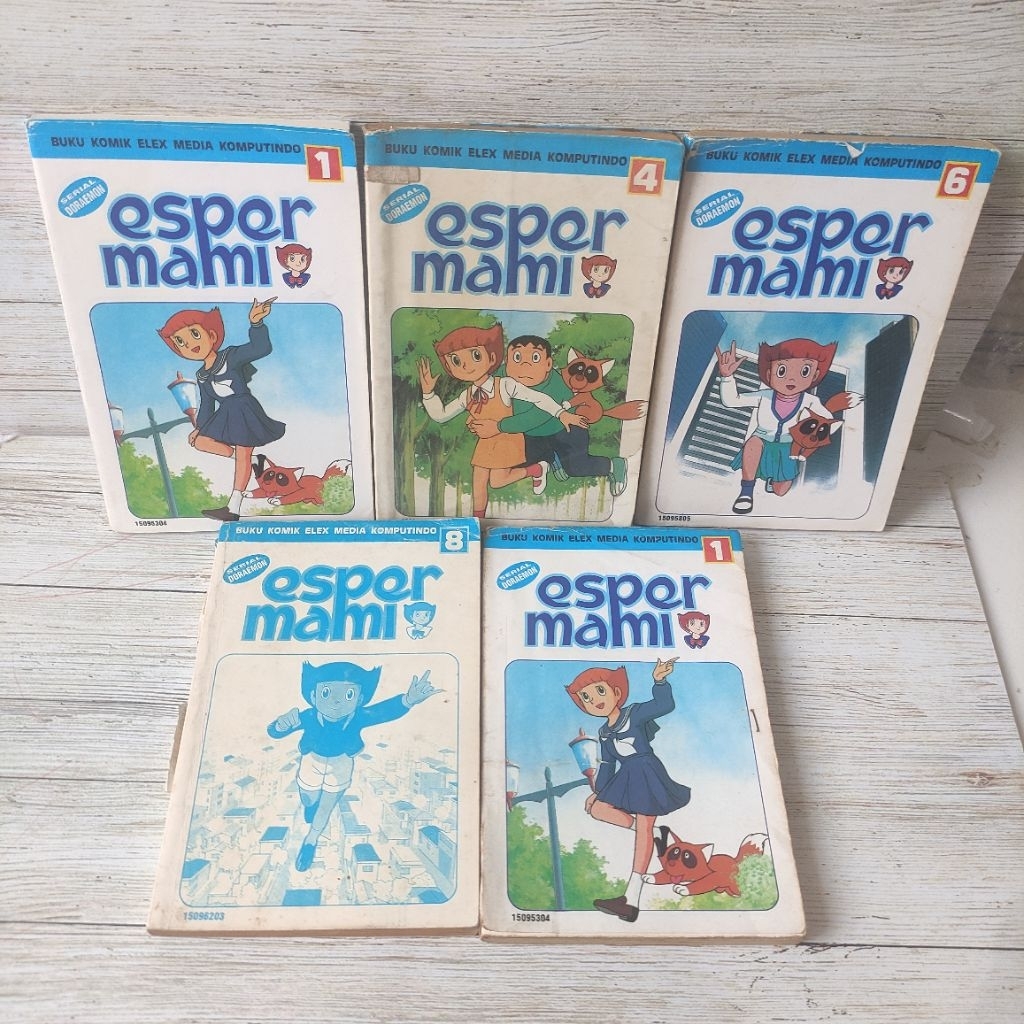 BUKU KOMIK ELEX MEDIA KOMPUTINDO
1
SERIAL
DORAEMON
esper
mami
15095304
BUKU KOMIK ELEX MEDIA KOMPUTINDO
4
SERIAL
DORAEMON
esper
mami
BUKU KOMIK ELEX MEDIA KOMPUTINDO
6
SERIAL
DORAEMON
esper
mami
15095805
BUKU KOMIK ELEX MEDIA KOMPUTINDO
8
SERIAL
DORAEMON
esper
mami
15096203
BUKU KOMIK ELEX MEDIA KOMPUTINDO
1
SERIAL
DORAEMON
esper
mami
15095304